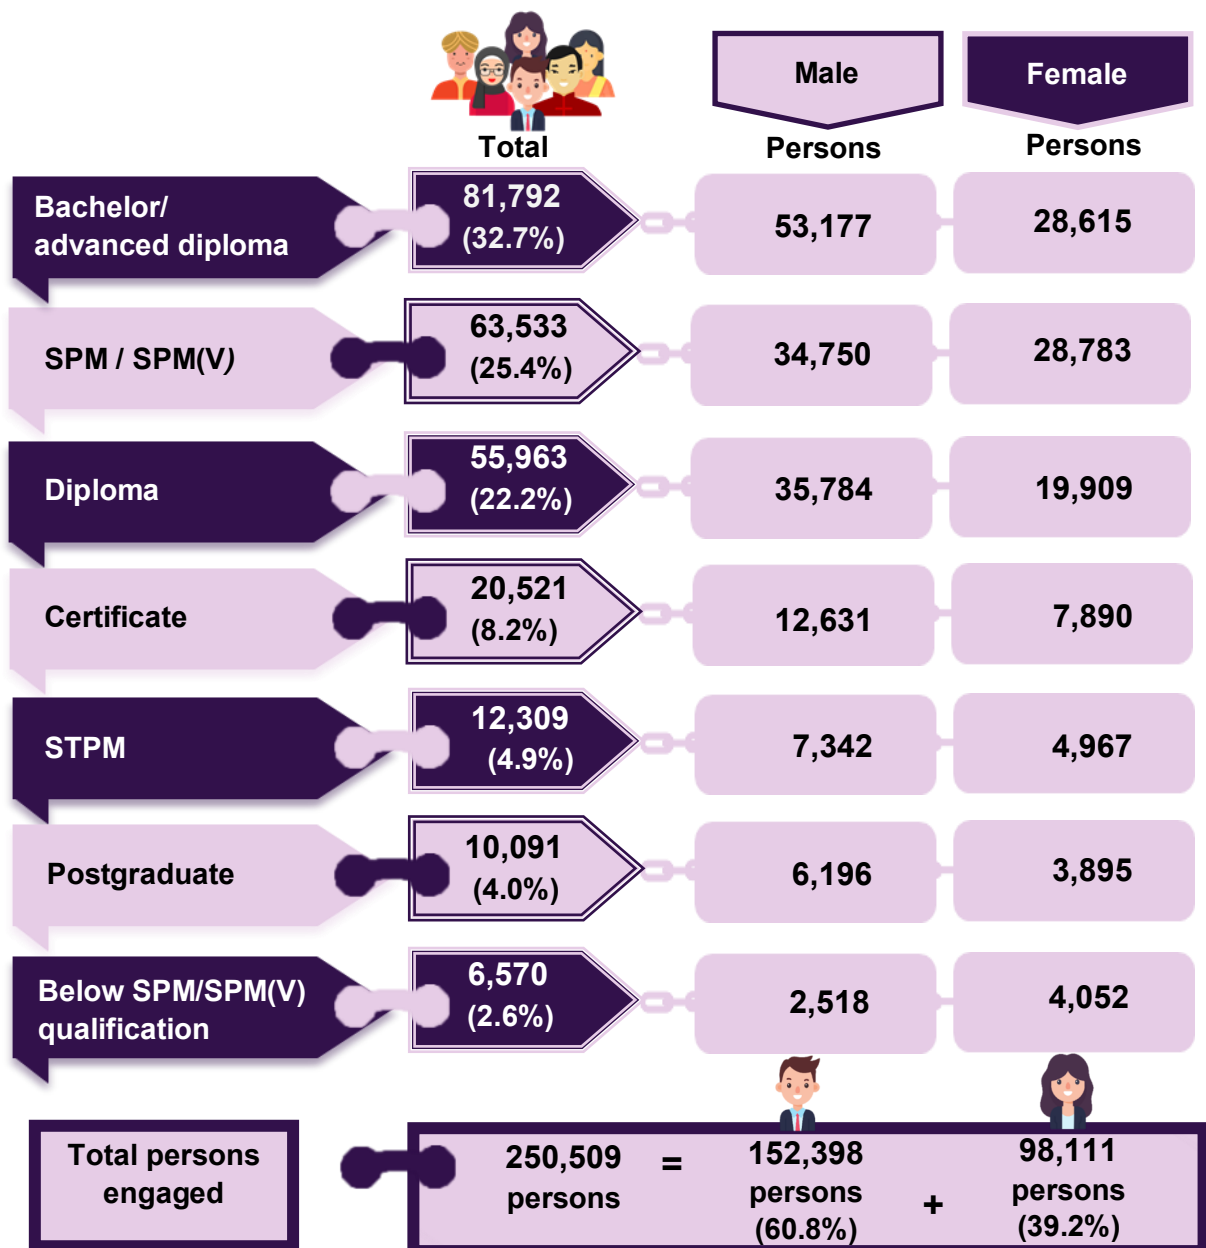 Male
Female
Total
Persons
Persons
Bachelor/
advanced diploma
81,792
(32.7%)
53,177
28,615
SPM / SPM(V)
63,533
(25.4%)
34,750
28,783
Diploma
55,963
(22.2%)
35,784
19,909
Certificate
20,521
(8.2%)
12,631
7,890
STPM
12,309
(4.9%)
7,342
4,967
Postgraduate
10,091
(4.0%)
6,196
3,895
Below SPM/SPM(V)
qualification
6,570
(2.6%)
2,518
4,052
Total persons
engaged
250,509
persons
=
152,398
persons
(60.8%)
+
98,111
persons
(39.2%)